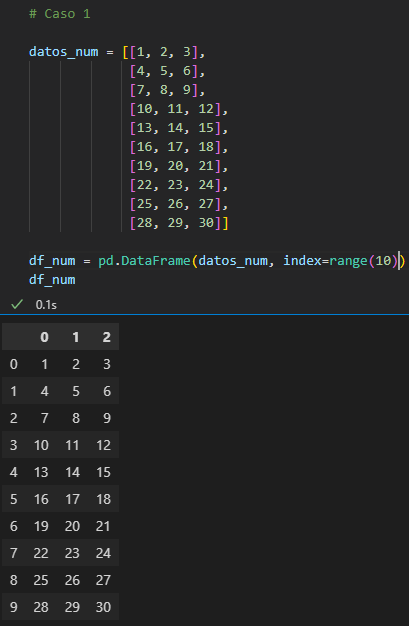 # Caso 1
datos_num = [[1, 2, 3],
[4, 5, 6],
[7, 8, 9],
[10, 11, 12],
[13, 14, 15],
[16, 17, 18],
[19, 20, 21],
[22, 23, 24],
[25, 26, 27],
[28, 29, 30]]
df_num = pd.DataFrame(datos_num, index=range(10))
df_num
✓ 0.1s
0 1 2
0 1 2 3
1 4 5 6
2 7 8 9
3 10 11 12
4 13 14 15
5 16 17 18
6 19 20 21
7 22 23 24
8 25 26 27
9 28 29 30